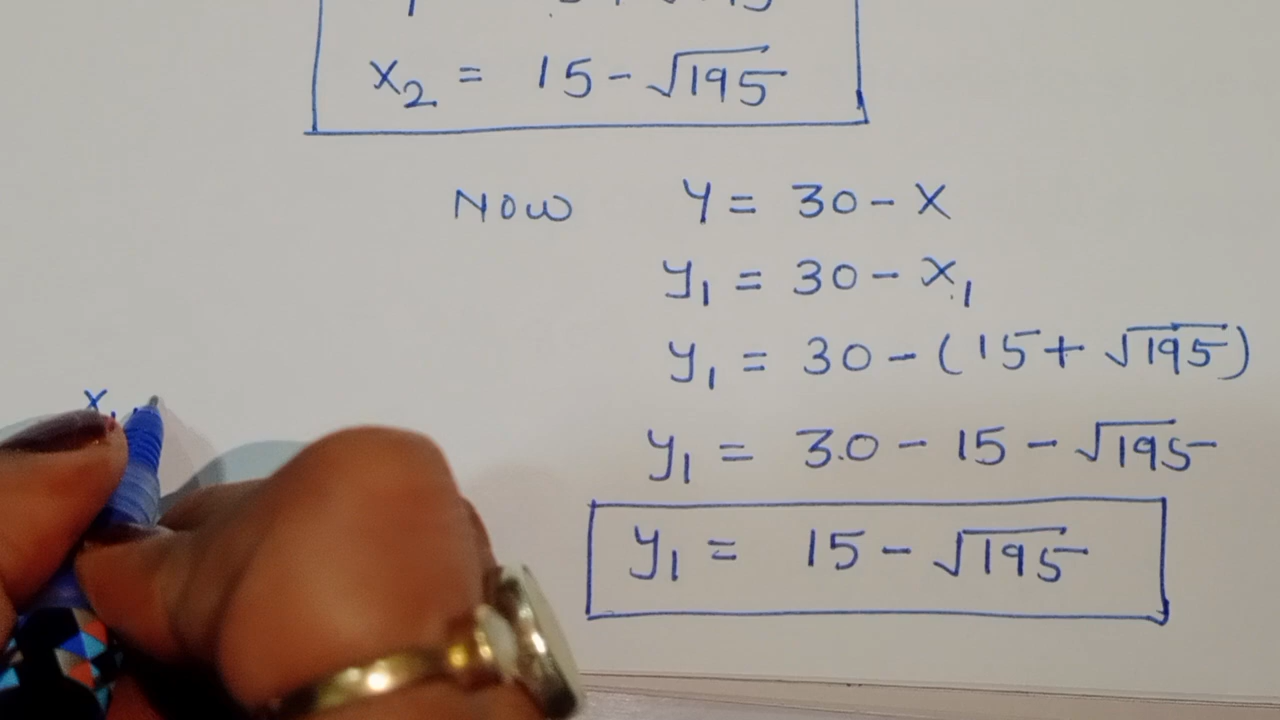 x₂ = 15 - √195
Now y = 30 - x
y₁ = 30 - x₁
y₁ = 30 - (15 + √195)
y₁ = 30 - 15 - √195
y₁ = 15 - √195
x₁